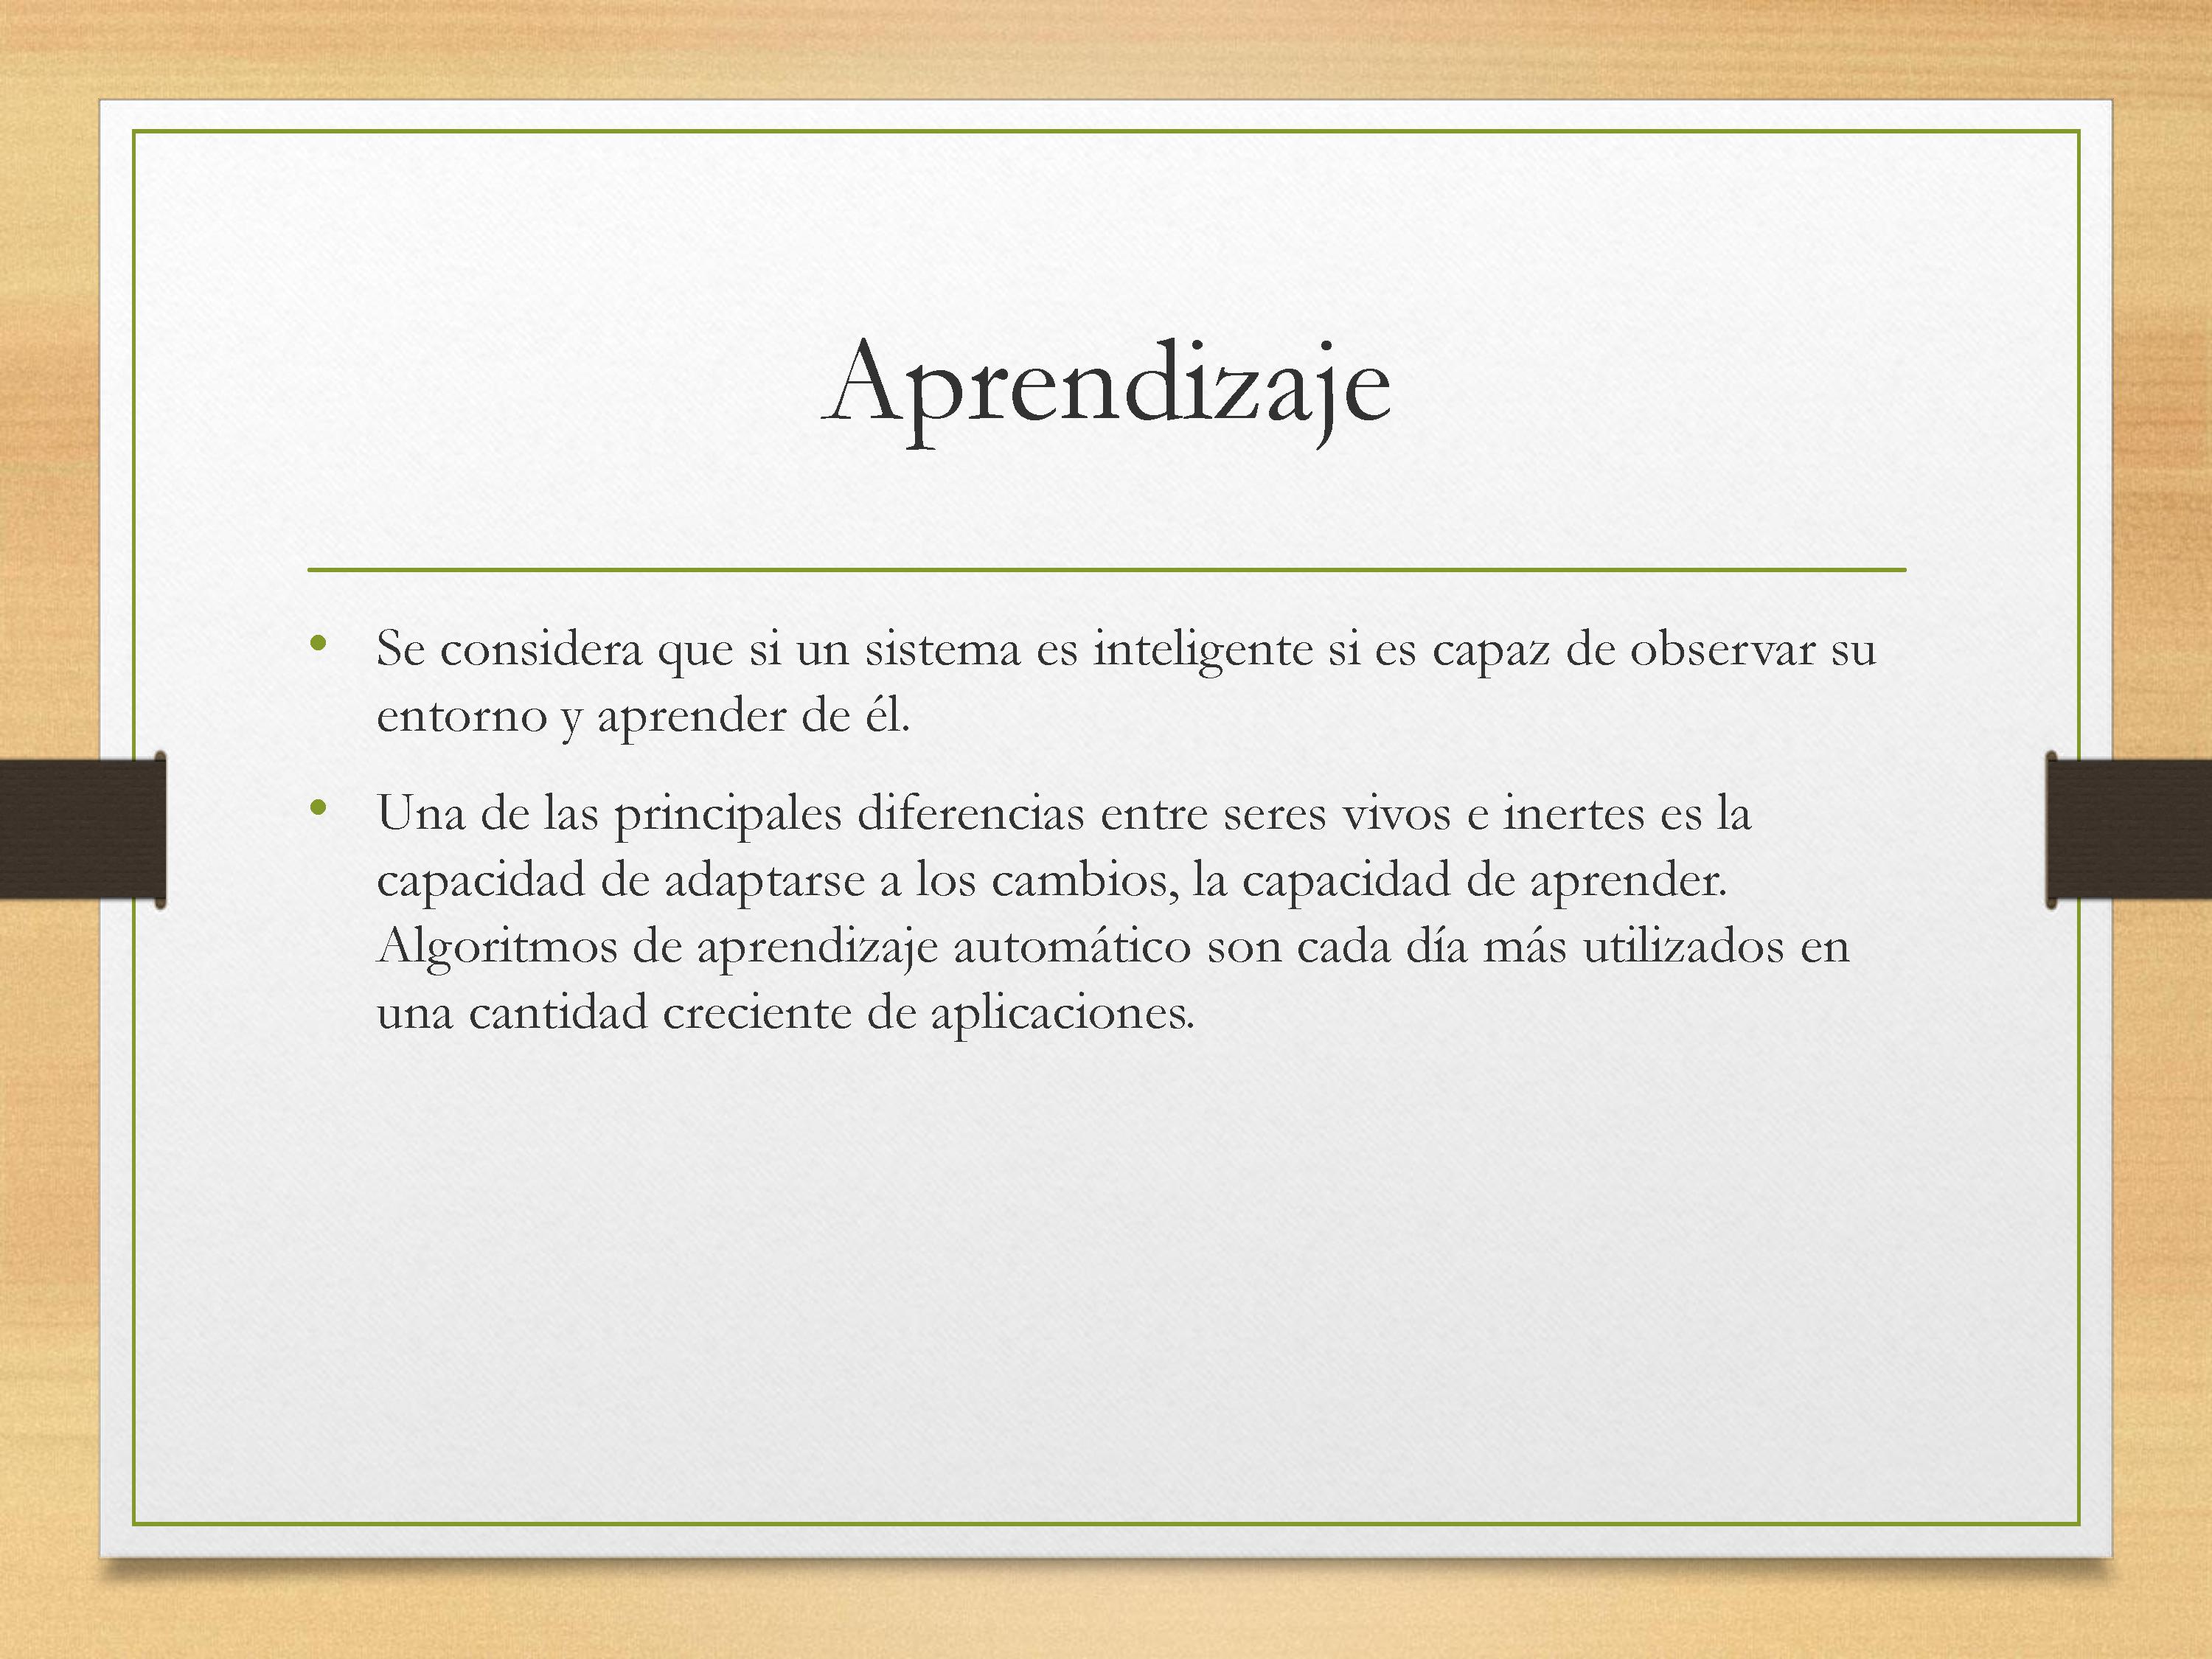 Aprendizaje
• Se considera que si un sistema es inteligente si es capaz de observar su
entorno y aprender de él.
• Una de las principales diferencias entre seres vivos e inertes es la
capacidad de adaptarse a los cambios, la capacidad de aprender.
Algoritmos de aprendizaje automático son cada día más utilizados en
una cantidad creciente de aplicaciones.